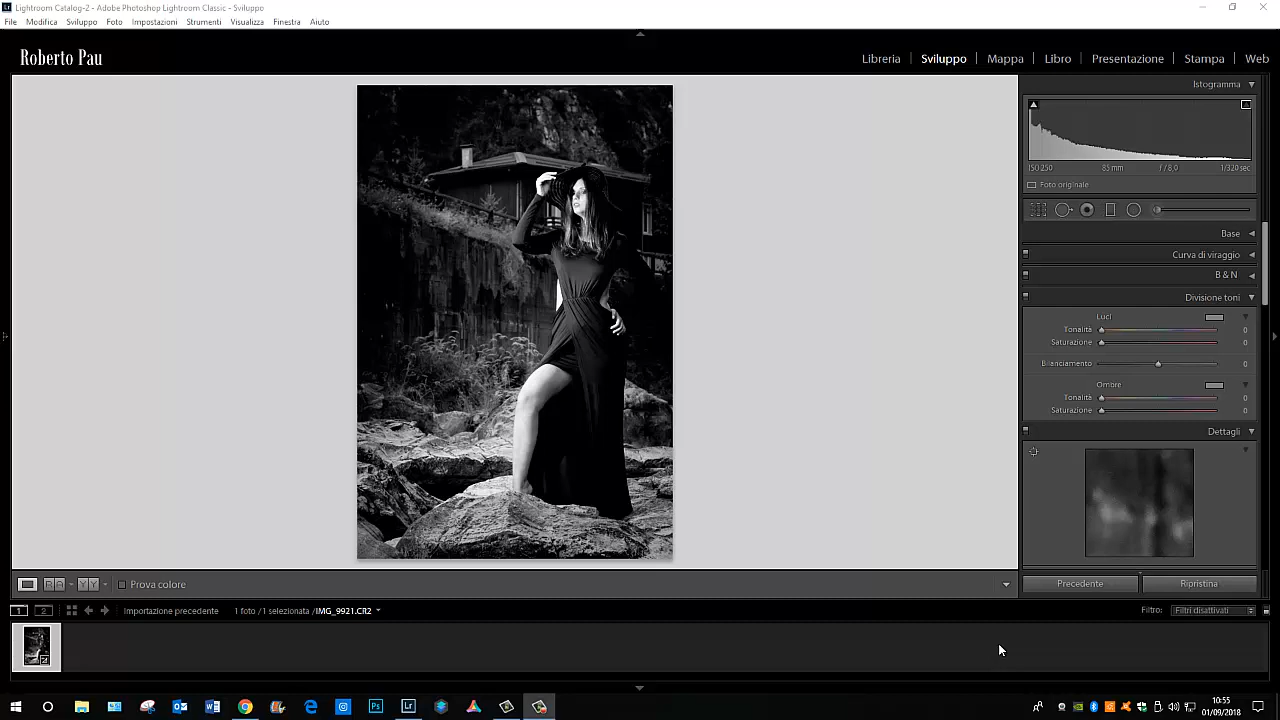 Lightroom Catalog-2 - Adobe Photoshop Lightroom Classic - Sviluppo
File Modifica Sviluppo Foto Impostazioni Strumenti Visualizza Finestra Aiuto
Roberto Pau
Libreria | Sviluppo | Mappa | Libro | Presentazione | Stampa | Web
Istogramma
ISO 250 85 mm ƒ / 8,0 1/320 sec
Foto originale
Base
Curva di viraggio
B & N
Divisione toni
Luci
Tonalità 0
Saturazione 0
Bilanciamento 0
Ombre
Tonalità 0
Saturazione 0
Dettagli
Prova colore
Precedente Ripristina
1 2 Importazione precedente 1 foto /1 selezionata /IMG_9921.CR2
Filtro: Filtri disattivati
10:55
01/09/2018